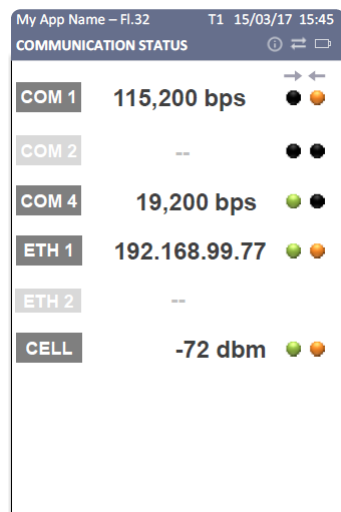 My App Name – Fl.32 T1 15/03/17 15:45
COMMUNICATION STATUS
COM 1 115,200 bps
COM 2 --
COM 4 19,200 bps
ETH 1 192.168.99.77
ETH 2 --
CELL -72 dbm